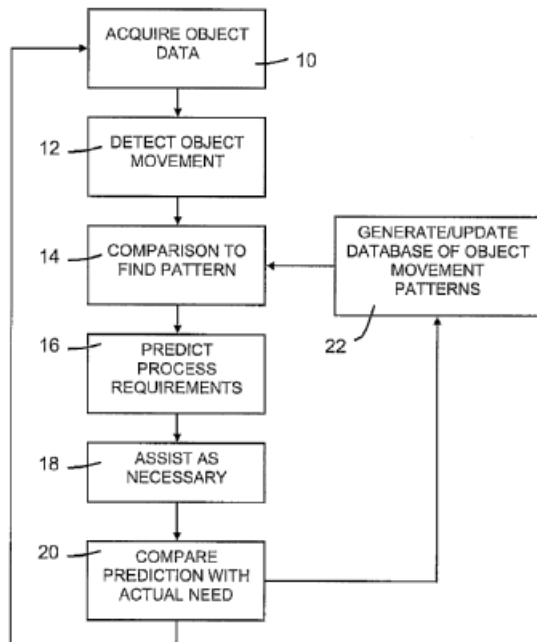 ACQUIRE OBJECT
DATA
10
12
DETECT OBJECT
MOVEMENT
14
COMPARISON TO
FIND PATTERN
GENERATE/UPDATE
DATABASE OF OBJECT
MOVEMENT
PATTERNS
22
16
PREDICT
PROCESS
REQUIREMENTS
18
ASSIST AS
NECESSARY
20
COMPARE
PREDICTION WITH
ACTUAL NEED